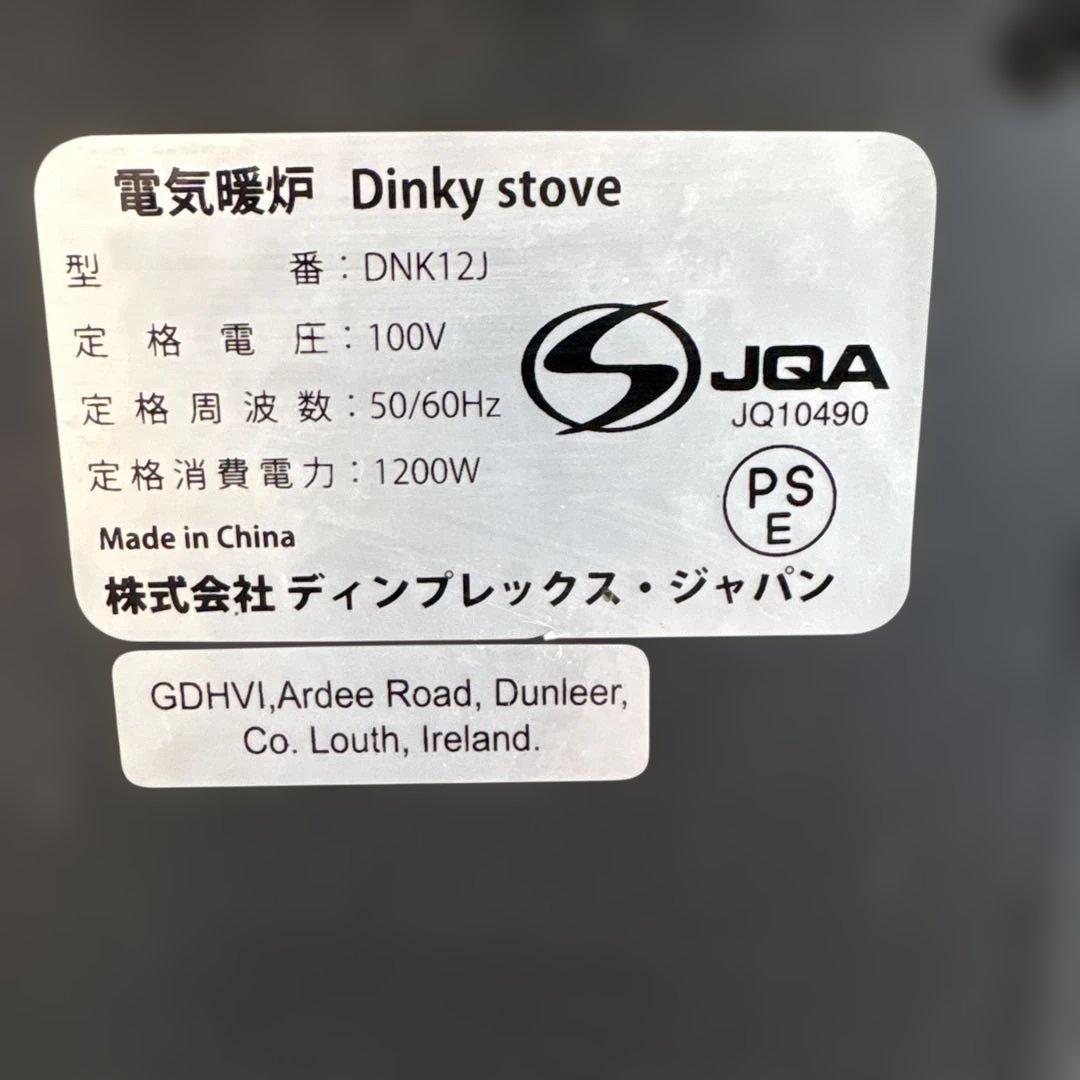 電気暖炉 Dinky stove
型番：DNK12J
定格電圧：100V
定格周波数：50/60Hz
定格消費電力：1200W
JQA
JQ10490
PS
E
Made in China
株式会社 ディンプレックス・ジャパン
GDHVI,Ardee Road, Dunleer,
Co. Louth, Ireland.